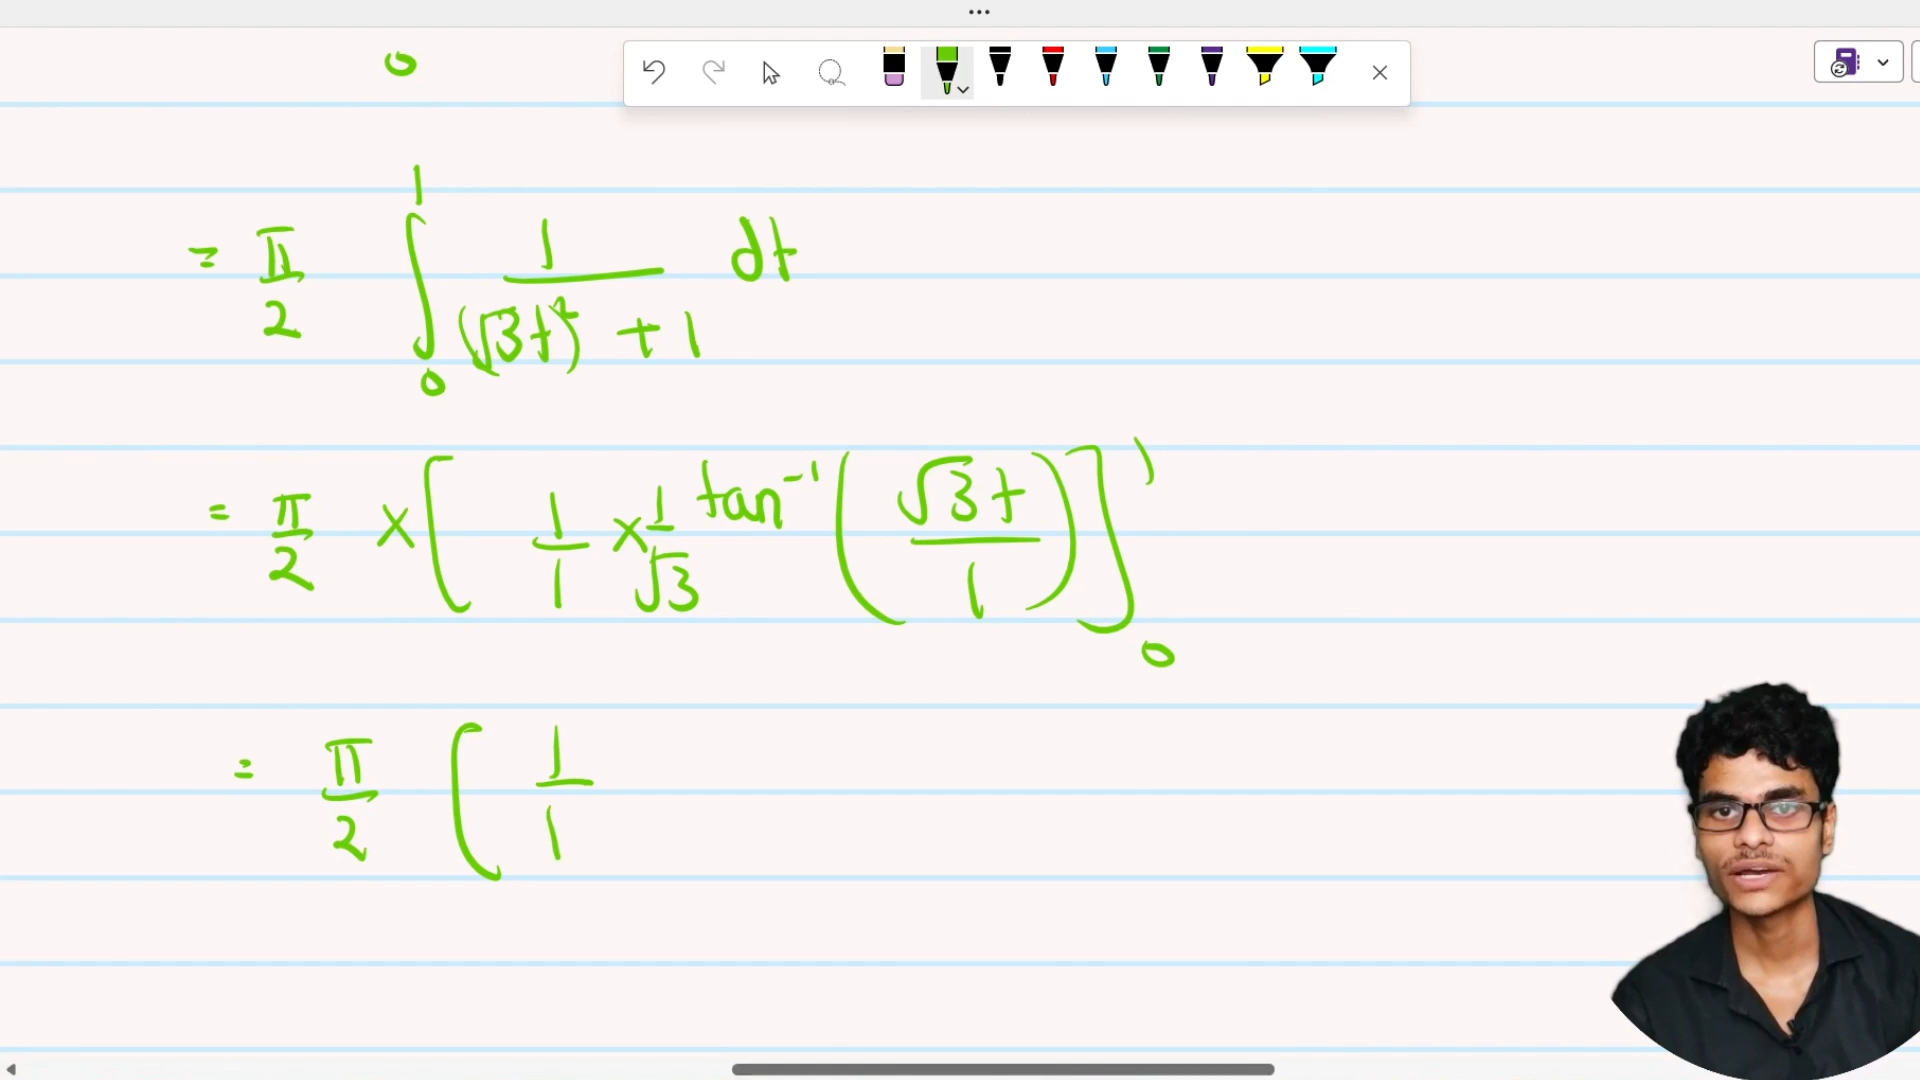 0
= π/2 ∫₀¹ 1/((√3t)² + 1) dt
= π/2 × [ 1/1 × 1/√3 tan⁻¹ ( √3t/1 ) ]₀¹
= π/2 [ 1/1